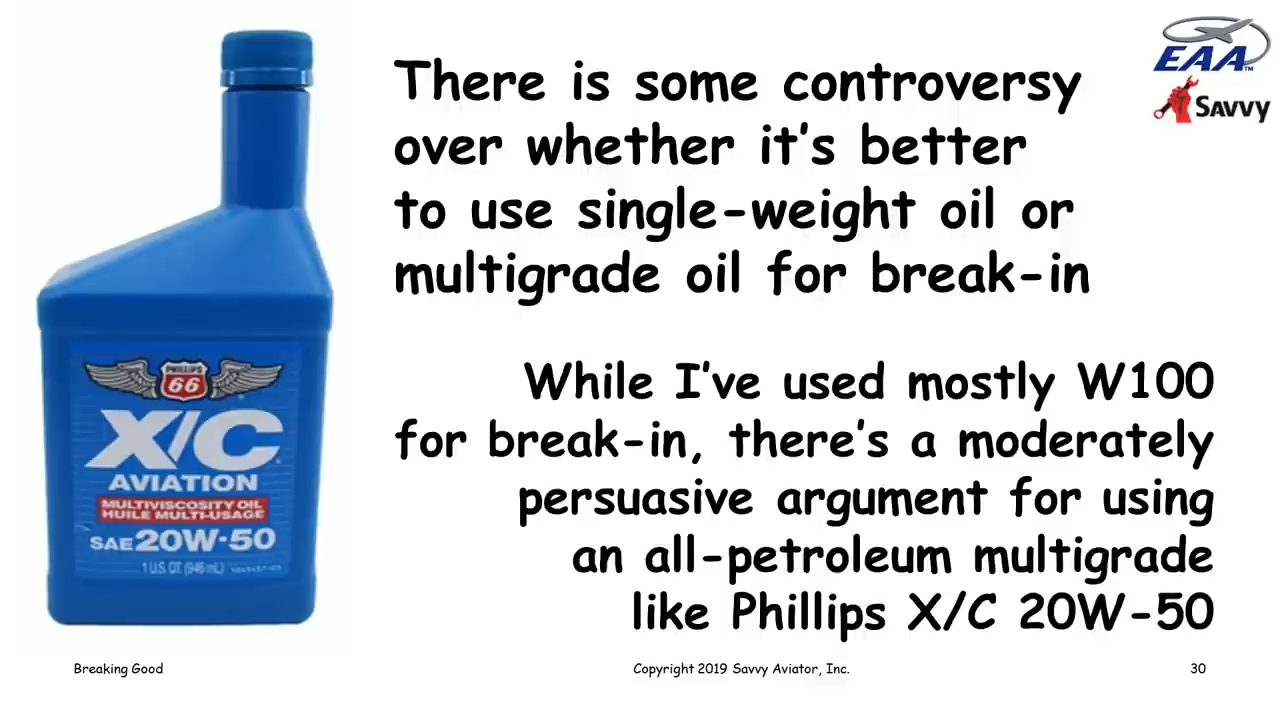 EAA
SAVVY
There is some controversy
over whether it's better
to use single-weight oil or
multigrade oil for break-in
While I've used mostly W100
for break-in, there's a moderately
persuasive argument for using
an all-petroleum multigrade
like Phillips X/C 20W-50
PHILLIPS
66
X/C
AVIATION
MULTIVISCOSITY OIL
HUILE MULTI-USAGE
SAE 20W-50
1 U.S. QT. (946 mL)
Breaking Good
Copyright 2019 Savvy Aviator, Inc.
30